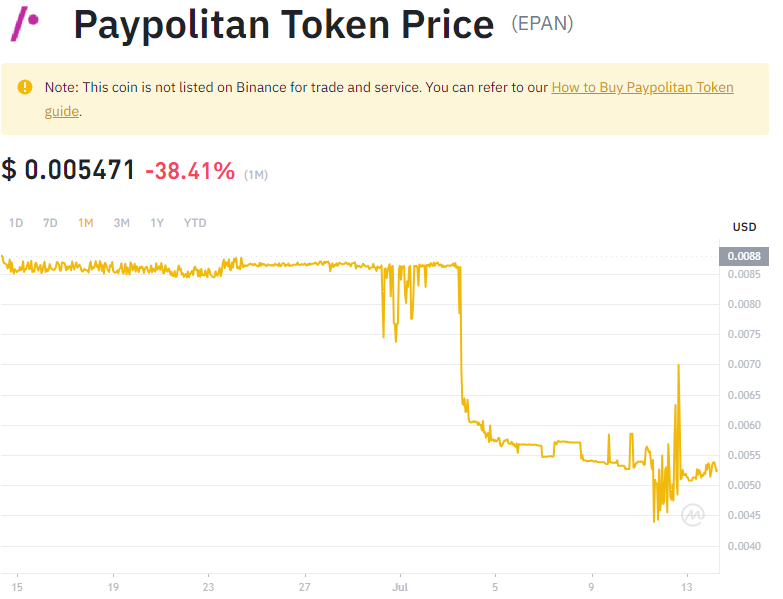 Paypolitan Token Price (EPAN)
Note: This coin is not listed on Binance for trade and service. You can refer to our How to Buy Paypolitan Token
guide.
$ 0.005471 -38.41% (1M)
1D 7D 1M 3M 1Y YTD
USD
0.0088
0.0085
0.0080
0.0075
0.0070
0.0065
0.0060
0.0055
0.0050
0.0045
0.0040
15 19 23 27 Jul 5 9 13